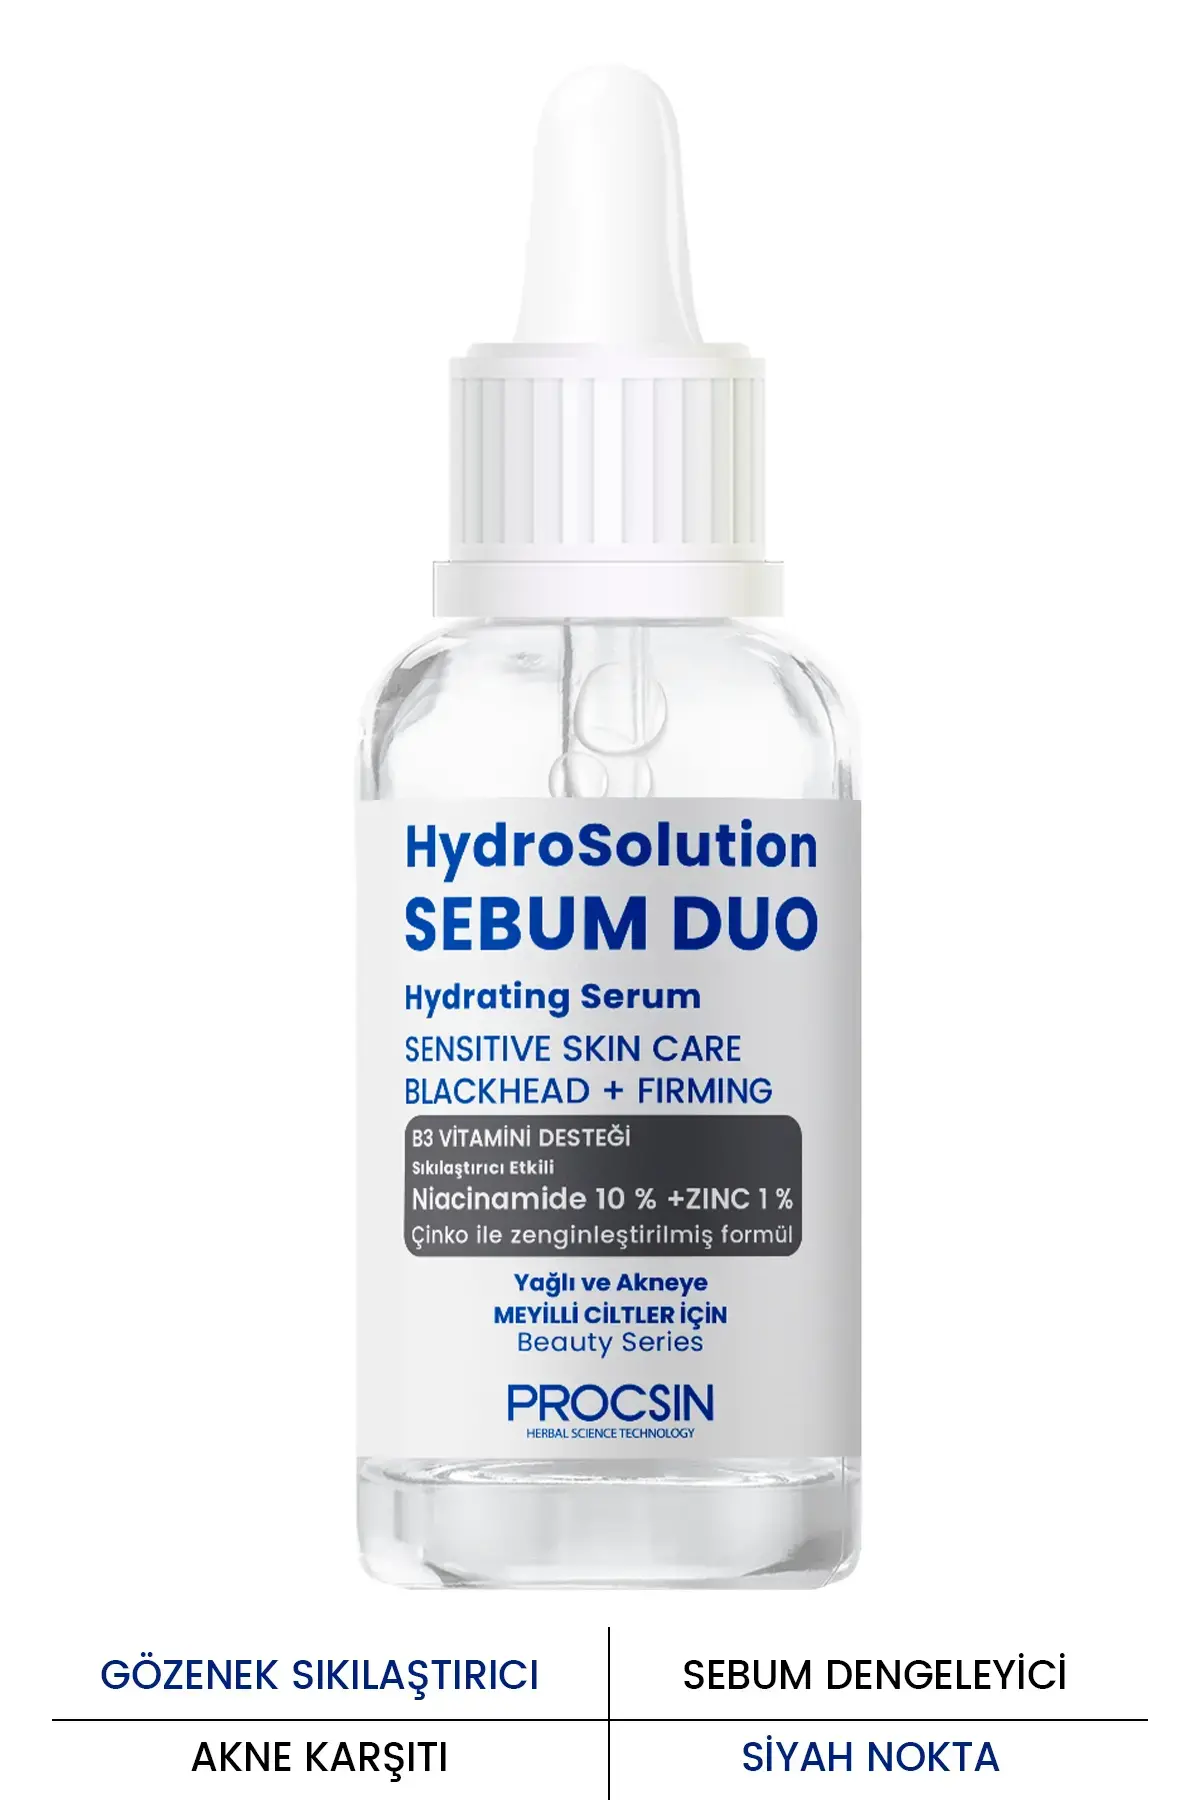 HydroSolution
SEBUM DUO
Hydrating Serum
SENSITIVE SKIN CARE
BLACKHEAD + FIRMING
B3 VİTAMİNİ DESTEĞİ
Sıkılaştırıcı Etkili
Niacinamide 10 % +ZINC 1 %
Çinko ile zenginleştirilmiş formül
Yağlı ve Akneye
MEYİLLİ CİLTLER İÇİN
Beauty Series
PROCSIN
HERBAL SCIENCE TECHNOLOGY
GÖZENEK SIKILAŞTIRICI
SEBUM DENGELEYİCİ
AKNE KARŞITI
SİYAH NOKTA